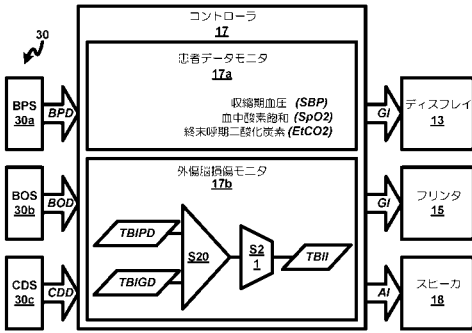 コントローラ
17
30
患者データモニタ
17a
収縮期血圧 (SBP)
血中酸素飽和 (SpO2)
終末呼期二酸化炭素 (EtCO2)
BPS
30a
BPD
GI
ディスフレイ
13
外傷脳損傷モニタ
17b
BOS
30b
BOD
TBIPD
TBIGD
S20
S2
1
TBII
GI
フリンタ
15
CDS
30c
CDD
AI
スヒーカ
18